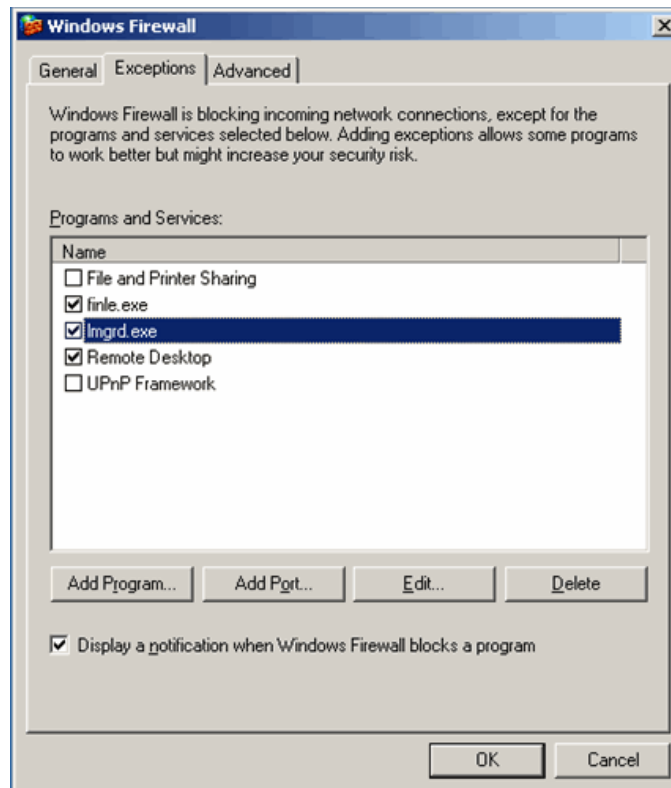 Windows Firewall
General Exceptions Advanced
Windows Firewall is blocking incoming network connections, except for the
programs and services selected below. Adding exceptions allows some programs
to work better but might increase your security risk.
Programs and Services:
Name
File and Printer Sharing
finle.exe
lmgrd.exe
Remote Desktop
UPnP Framework
Add Program... Add Port... Edit... Delete
Display a notification when Windows Firewall blocks a program
OK Cancel